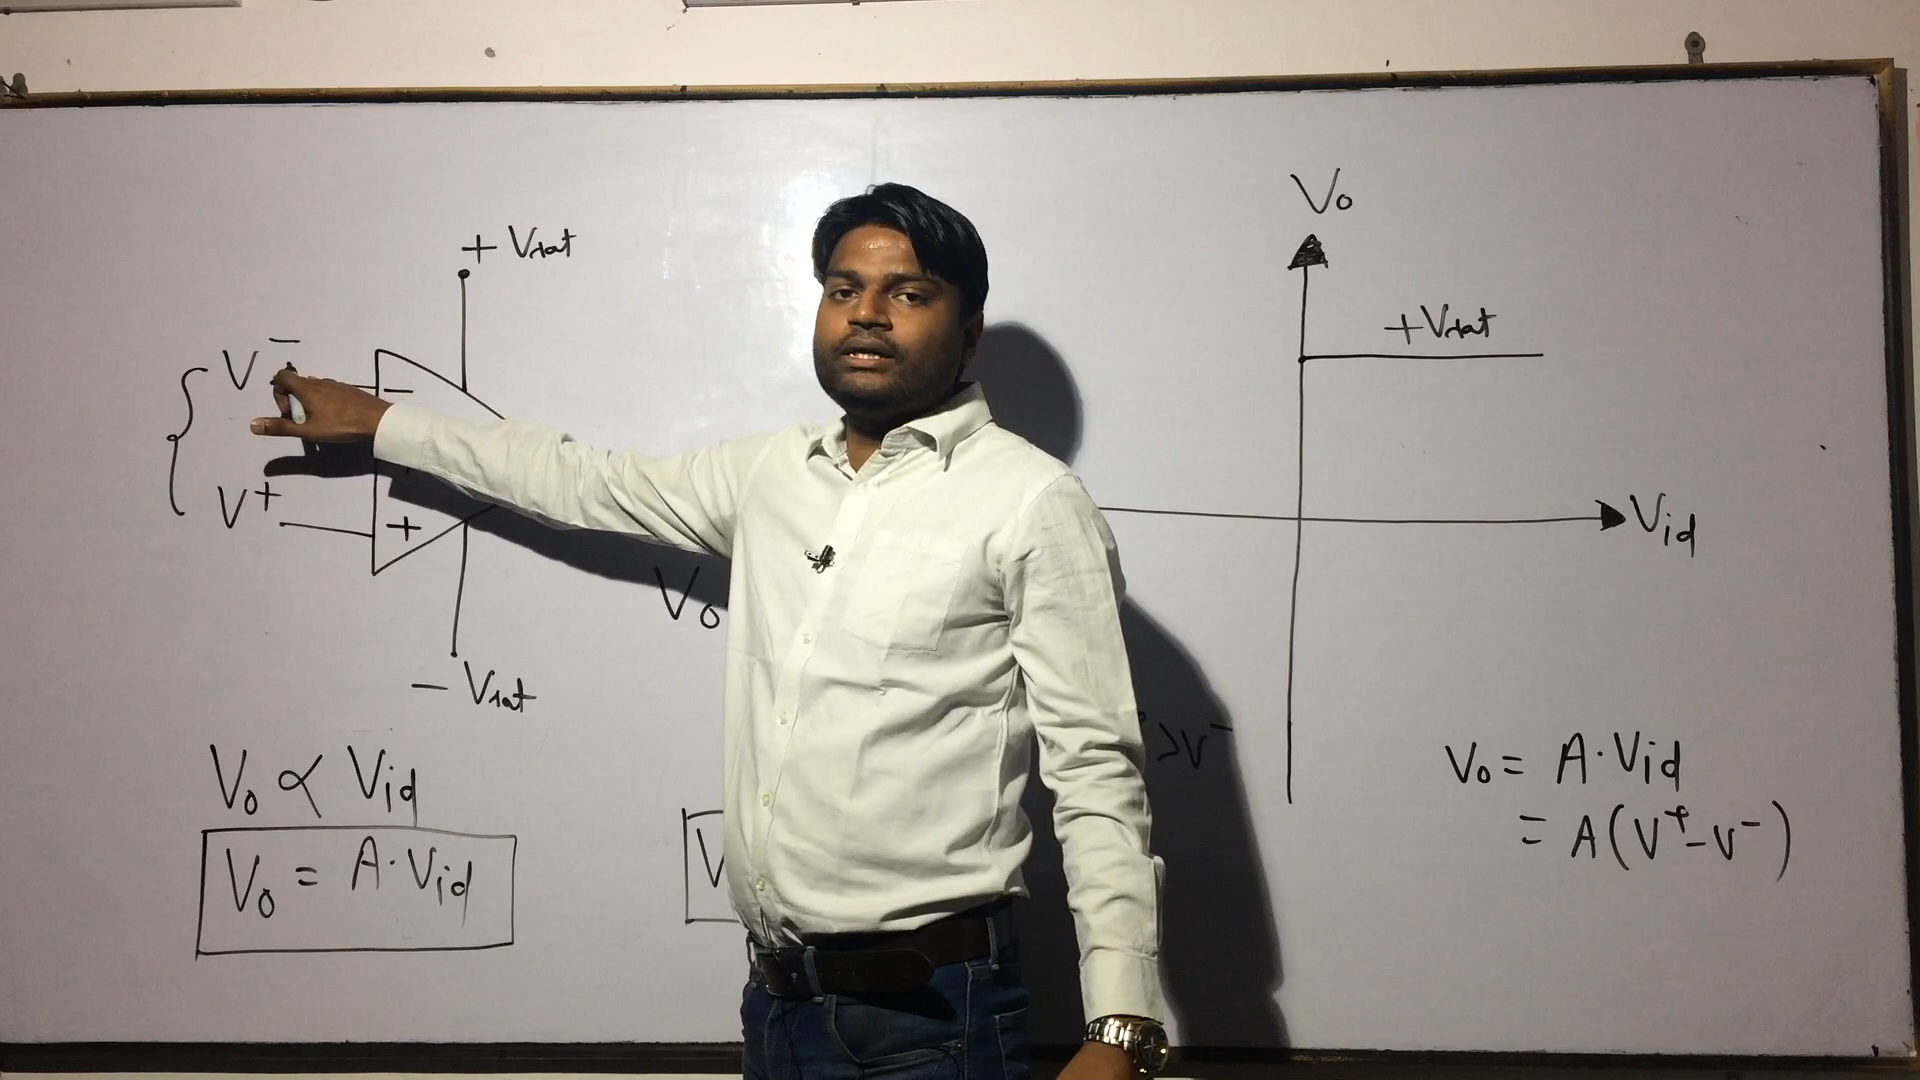 + Vsat
V⁻
-
V⁺
+
- Vsat
Vo ∝ Vid
Vo = A·Vid
Vo
>V⁻
Vo
+Vsat
Vid
Vo = A·Vid
= A(V⁺-V⁻)